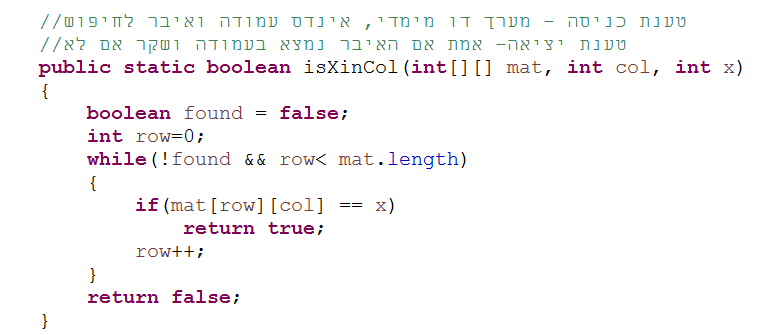 //טענת כניסה - מערך דו מימדי, אינדס עמודה ואיבר לחיפוש
//טענת יציאה- אמת אם האיבר נמצא בעמודה ושקר אם לא
public static boolean isXinCol(int[][] mat, int col, int x)
{
boolean found = false;
int row=0;
while(!found && row< mat.length)
{
if(mat[row][col] == x)
return true;
row++;
}
return false;
}